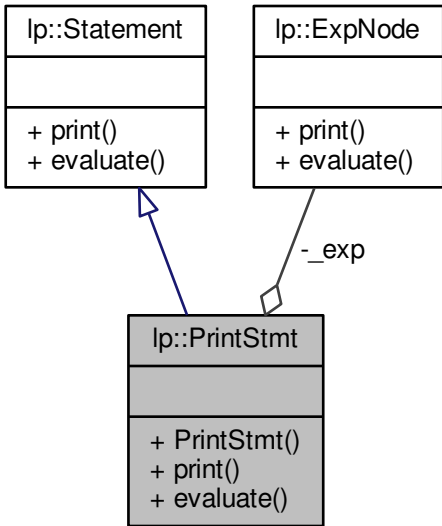 lp::Statement
+ print()
+ evaluate()
lp::ExpNode
+ print()
+ evaluate()
-_exp
lp::PrintStmt
+ PrintStmt()
+ print()
+ evaluate()